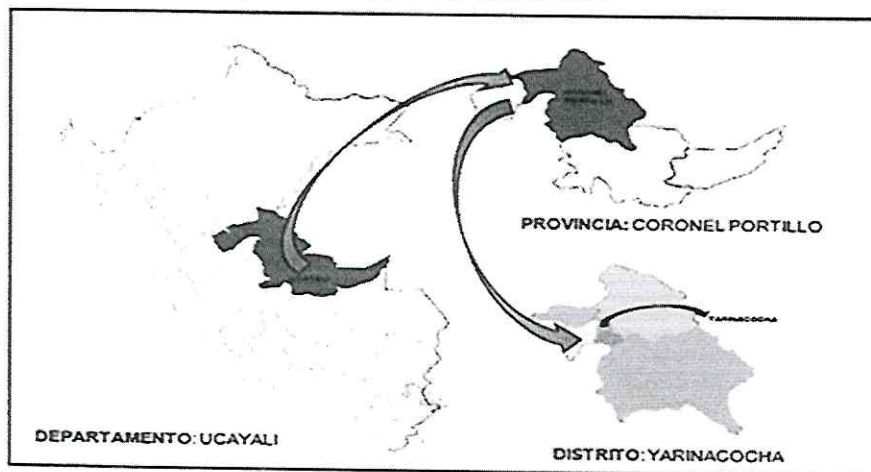 PROVINCIA: CORONEL PORTILLO
YARINACOCHA
DEPARTAMENTO: UCAYALI
DISTRITO: YARINACOCHA